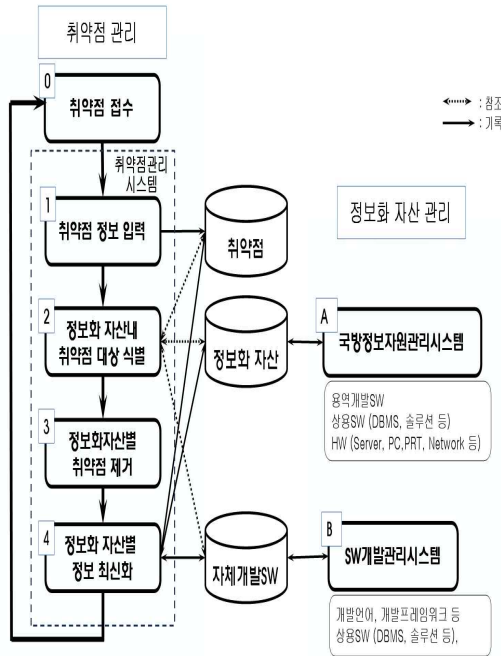 취약점 관리
0
취약점 접수
: 참조
: 기록
취약점관리
시스템
1
취약점 정보 입력
취약점
정보화 자산 관리
2
정보화 자산내
취약점 대상 식별
정보화 자산
A
국방정보자원관리시스템
용역개발SW
상용SW (DBMS, 솔루션 등)
HW (Server, PC,PRT, Network 등)
3
정보화자산별
취약점 제거
4
정보화 자산별
정보 최신화
자체개발SW
B
SW개발관리시스템
개발언어, 개발프레임워크 등
상용SW (DBMS, 솔루션 등),